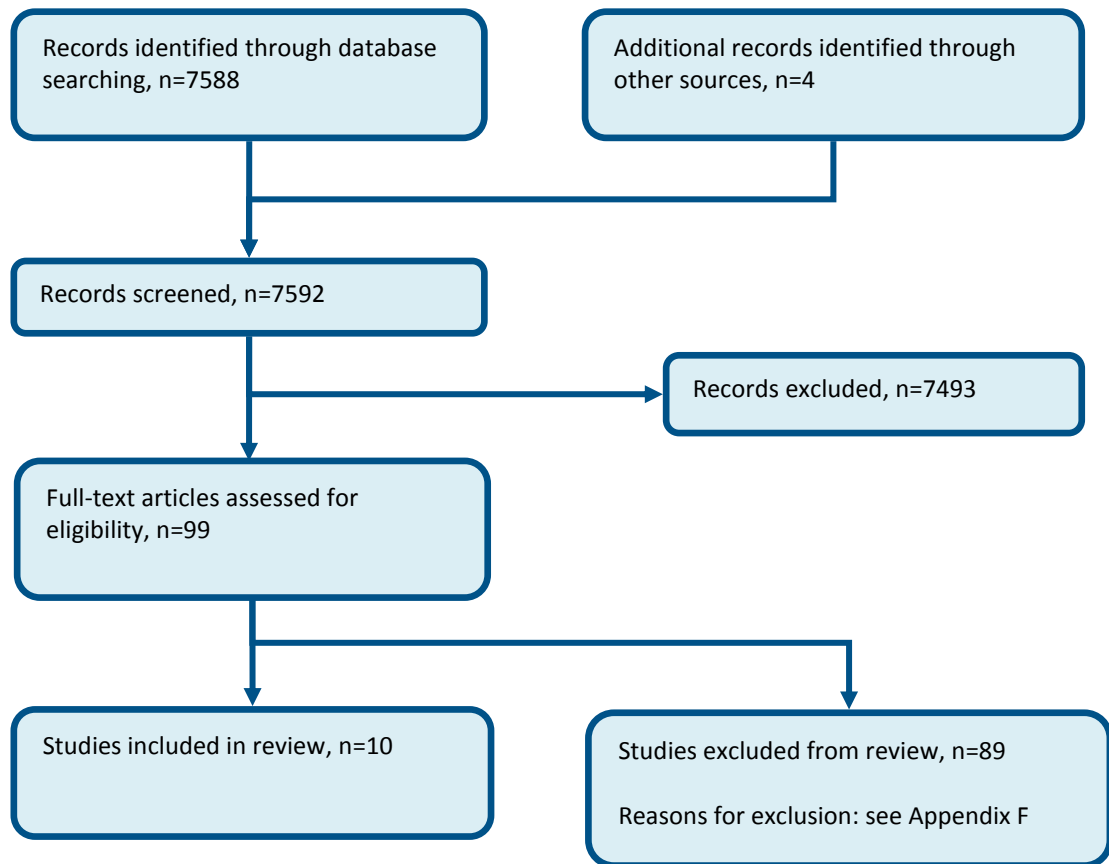 Records identified through database
searching, n=7588
Additional records identified through
other sources, n=4
Records screened, n=7592
Records excluded, n=7493
Full-text articles assessed for
eligibility, n=99
Studies included in review, n=10
Studies excluded from review, n=89
Reasons for exclusion: see Appendix F